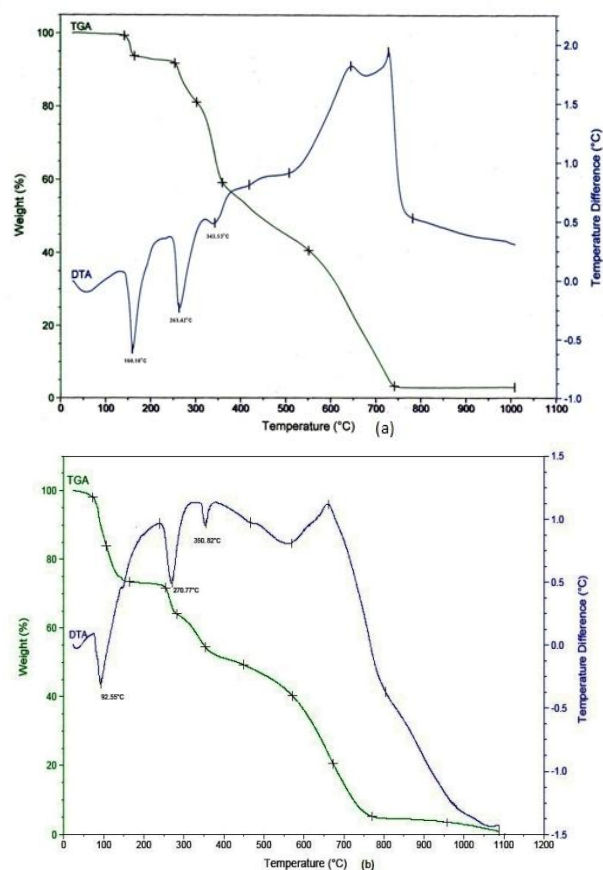 TGA
DTA
160.18°C
263.42°C
343.53°C
Weight (%)
100
80
60
40
20
0
Temperature Difference (°C)
2.0
1.5
1.0
0.5
0.0
-0.5
-1.0
0 100 200 300 400 500 600 700 800 900 1000 1100
Temperature (°C) (a)
TGA
DTA
92.55°C
270.77°C
350.82°C
Weight (%)
100
80
60
40
20
0
Temperature Difference (°C)
1.5
1.0
0.5
0.0
-0.5
-1.0
-1.5
0 100 200 300 400 500 600 700 800 900 1000 1100 1200
Temperature (°C) (b)